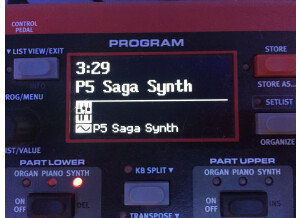 CONTROL
PEDAL
PROGRAM
▼ LIST VIEW/EXIT
STORE
3:29
P5 Saga Synth
STORE AS...
SETLIST
PROG/MENU
P5 Saga Synth
ORGANIZE
LIST/VALUE
PART LOWER
PART UPPER
ORGAN PIANO SYNTH
KB SPLIT ▼
ORGAN PIANO SYNTH
ON
OFF
DEL
ON
OFF
INS
TRANSPOSE ▼